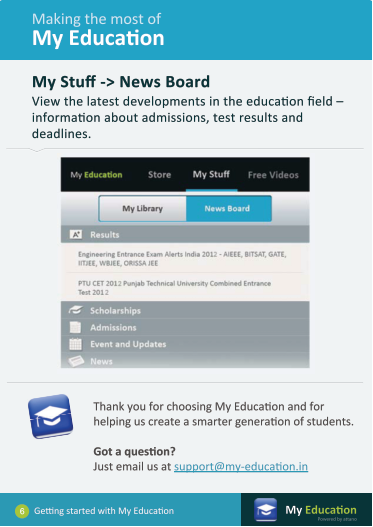 Making the most of
My Education
My Stuff -> News Board
View the latest developments in the education field –
information about admissions, test results and
deadlines.
My Education Store My Stuff Free Videos
My Library News Board
A+ Results
Engineering Entrance Exam Alerts India 2012 - AIEEE, BITSAT, GATE,
IITJEE, WBJEE, ORISSA JEE
PTU CET 2012 Punjab Technical University Combined Entrance
Test 2012
Scholarships
Admissions
Event and Updates
News
Thank you for choosing My Education and for
helping us create a smarter generation of students.
Got a question?
Just email us at support@my-education.in
6 Getting started with My Education
My Education
Powered by